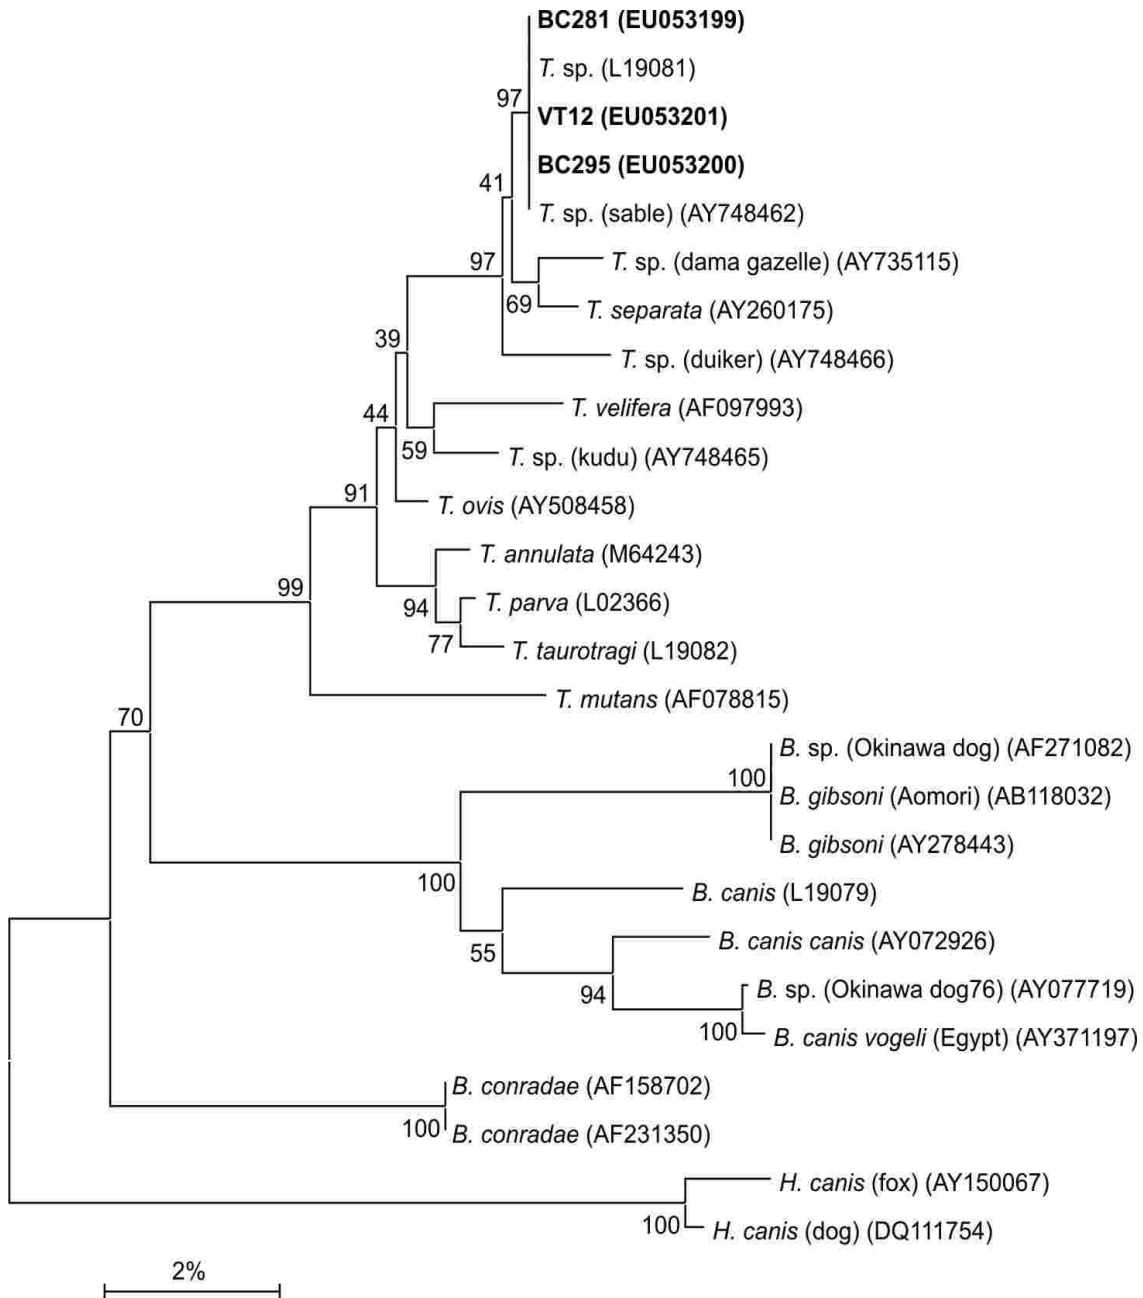 BC281 (EU053199)
T. sp. (L19081)
97
VT12 (EU053201)
BC295 (EU053200)
41
T. sp. (sable) (AY748462)
97
T. sp. (dama gazelle) (AY735115)
69
T. separata (AY260175)
39
T. sp. (duiker) (AY748466)
44
T. velifera (AF097993)
59
T. sp. (kudu) (AY748465)
91
T. ovis (AY508458)
T. annulata (M64243)
99
94
T. parva (L02366)
77
T. taurotragi (L19082)
T. mutans (AF078815)
70
B. sp. (Okinawa dog) (AF271082)
100
B. gibsoni (Aomori) (AB118032)
B. gibsoni (AY278443)
100
B. canis (L19079)
55
B. canis canis (AY072926)
94
B. sp. (Okinawa dog76) (AY077719)
100
B. canis vogeli (Egypt) (AY371197)
B. conradae (AF158702)
100
B. conradae (AF231350)
H. canis (fox) (AY150067)
100
H. canis (dog) (DQ111754)
2%